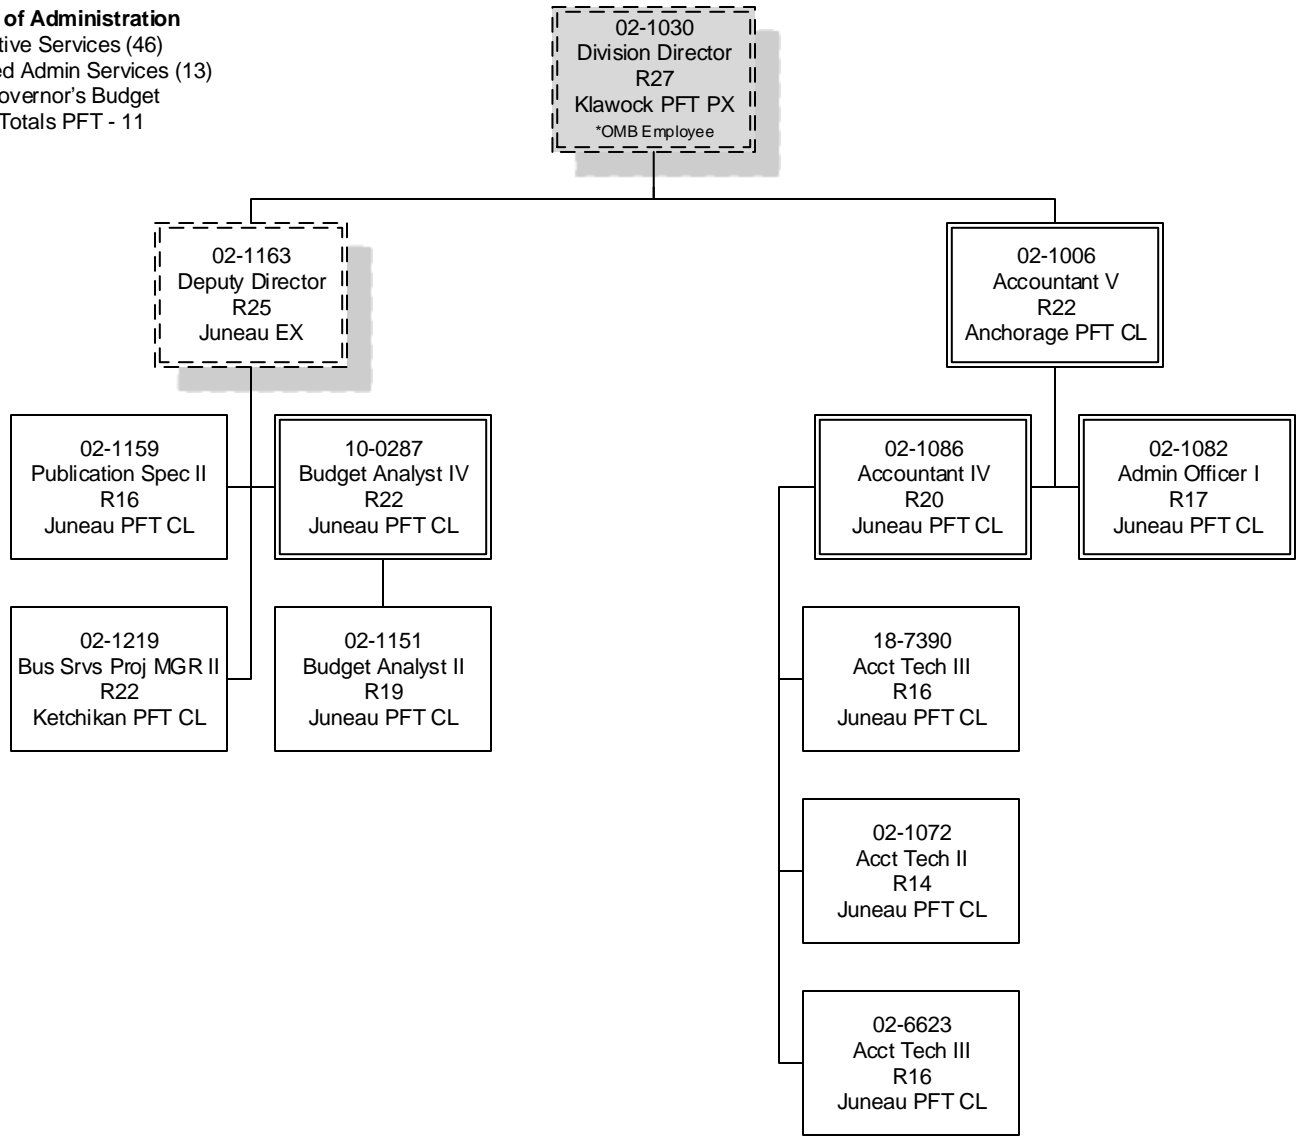 of Administration
tive Services (46)
ed Admin Services (13)
overnor's Budget
Totals PFT - 11
02-1030
Division Director
R27
Klawock PFT PX
*OMB Employee
02-1163
Deputy Director
R25
Juneau EX
02-1006
Accountant V
R22
Anchorage PFT CL
02-1159
Publication Spec II
R16
Juneau PFT CL
10-0287
Budget Analyst IV
R22
Juneau PFT CL
02-1086
Accountant IV
R20
Juneau PFT CL
02-1082
Admin Officer I
R17
Juneau PFT CL
02-1219
Bus Srvs Proj MGR II
R22
Ketchikan PFT CL
02-1151
Budget Analyst II
R19
Juneau PFT CL
18-7390
Acct Tech III
R16
Juneau PFT CL
02-1072
Acct Tech II
R14
Juneau PFT CL
02-6623
Acct Tech III
R16
Juneau PFT CL